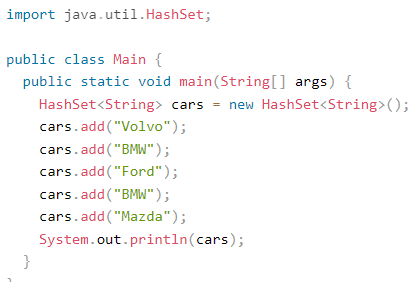 import java.util.HashSet;

public class Main {
  public static void main(String[] args) {
    HashSet<String> cars = new HashSet<String>();
    cars.add("Volvo");
    cars.add("BMW");
    cars.add("Ford");
    cars.add("BMW");
    cars.add("Mazda");
    System.out.println(cars);
  }
}